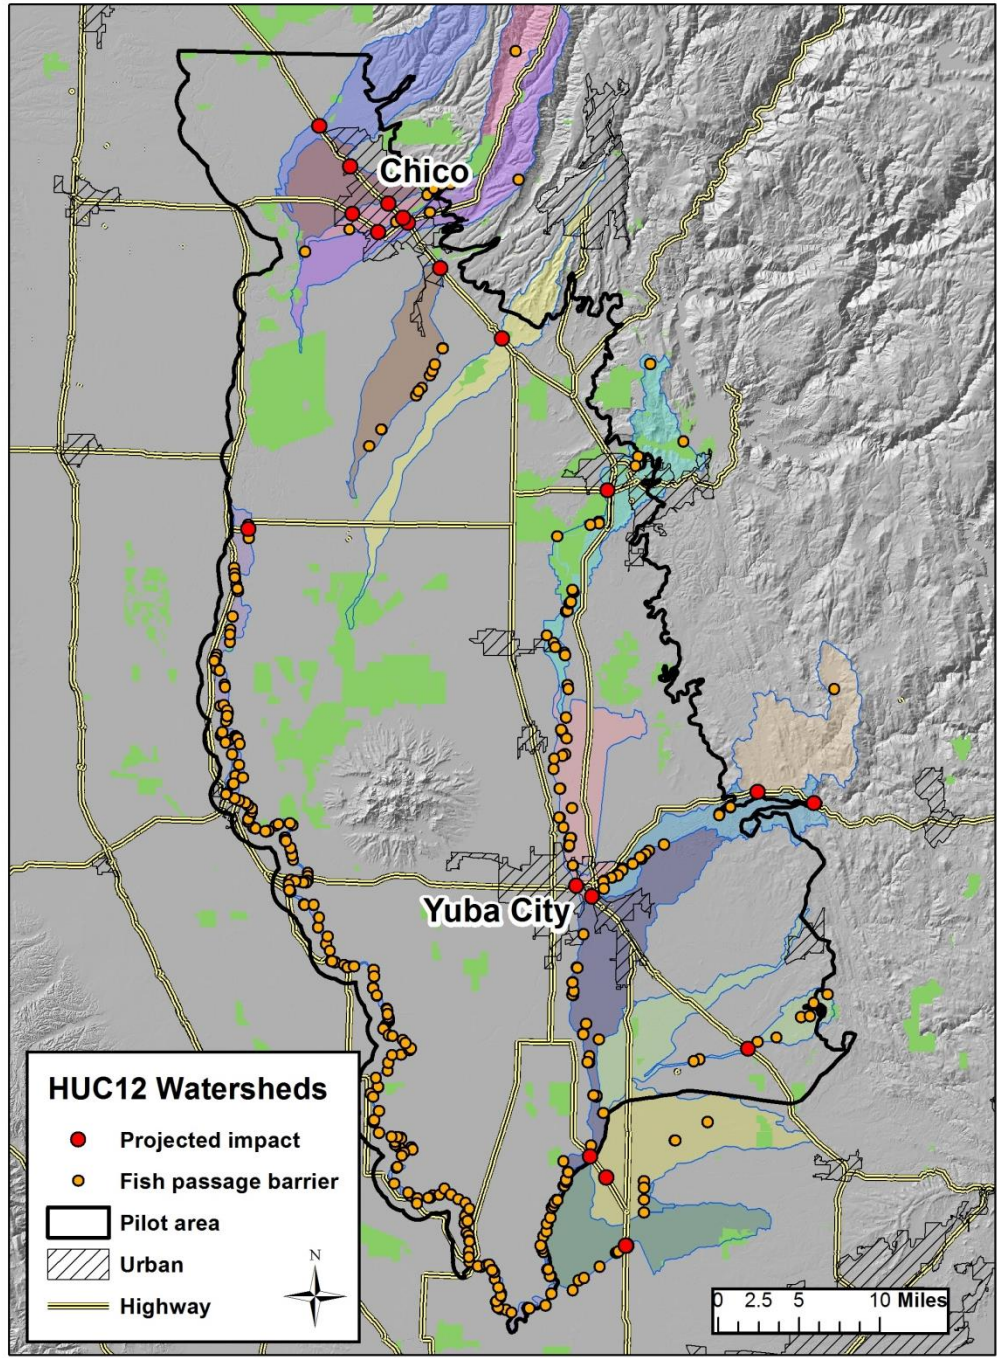 Chico
Yuba City
HUC12 Watersheds
Projected impact
Fish passage barrier
Pilot area
Urban
Highway
N
0 2.5 5 10 Miles